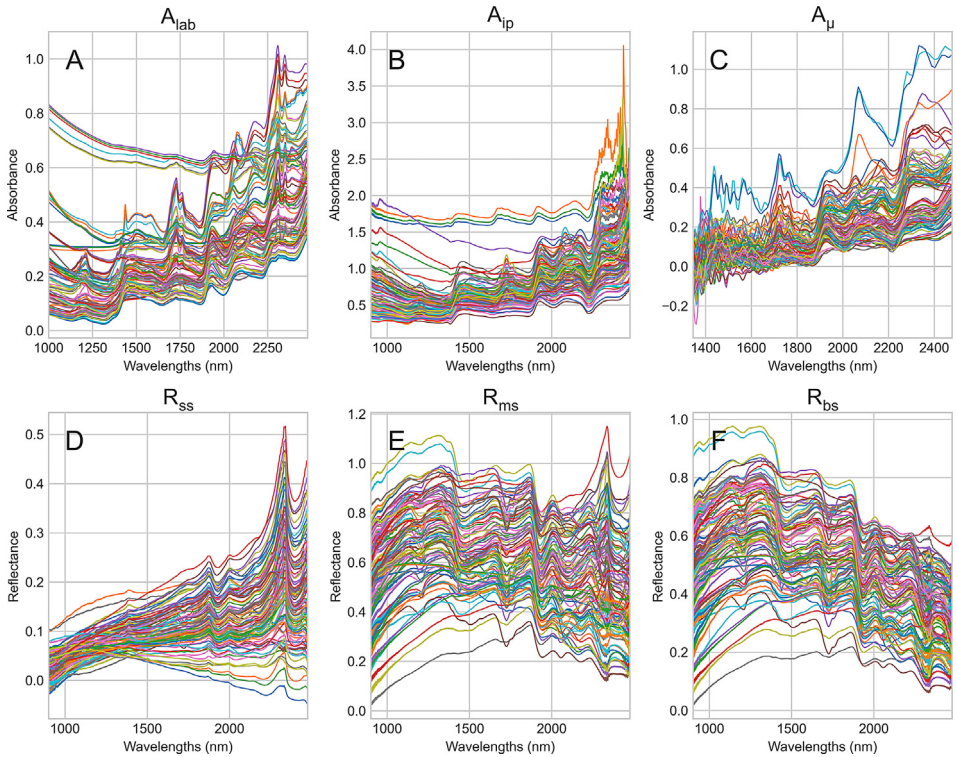 A_lab
A
Absorbance
1.0
0.8
0.6
0.4
0.2
0.0
1000 1250 1500 1750 2000 2250
Wavelengths (nm)
A_ip
B
Absorbance
4.0
3.5
3.0
2.5
2.0
1.5
1.0
0.5
1000 1500 2000
Wavelengths (nm)
A_μ
C
Absorbance
1.0
0.8
0.6
0.4
0.2
0.0
−0.2
1400 1600 1800 2000 2200 2400
Wavelengths (nm)
R_ss
D
Reflectance
0.5
0.4
0.3
0.2
0.1
0.0
1000 1500 2000
Wavelengths (nm)
R_ms
E
Reflectance
1.2
1.0
0.8
0.6
0.4
0.2
0.0
1000 1500 2000
Wavelengths (nm)
R_bs
F
Reflectance
1.0
0.8
0.6
0.4
0.2
0.0
1000 1500 2000
Wavelengths (nm)